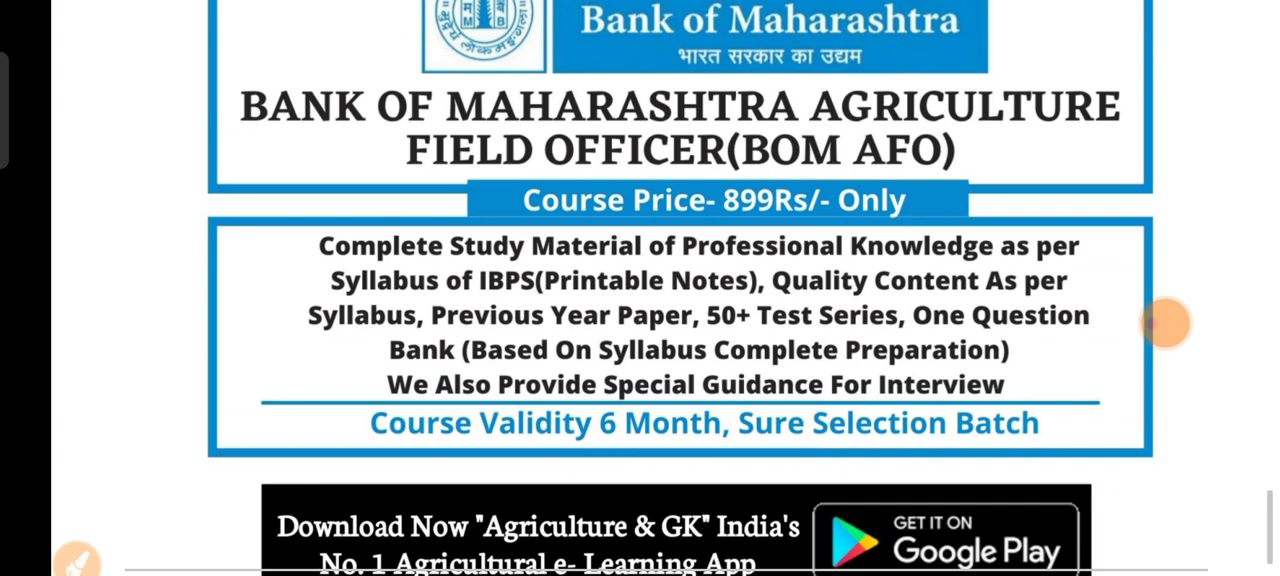 Bank of Maharashtra
भारत सरकार का उद्यम
BANK OF MAHARASHTRA AGRICULTURE
FIELD OFFICER(BOM AFO)
Course Price- 899Rs/- Only
Complete Study Material of Professional Knowledge as per
Syllabus of IBPS(Printable Notes), Quality Content As per
Syllabus, Previous Year Paper, 50+ Test Series, One Question
Bank (Based On Syllabus Complete Preparation)
We Also Provide Special Guidance For Interview
Course Validity 6 Month, Sure Selection Batch
Download Now "Agriculture & GK" India's
No. 1 Agricultural e- Learning App
GET IT ON
Google Play